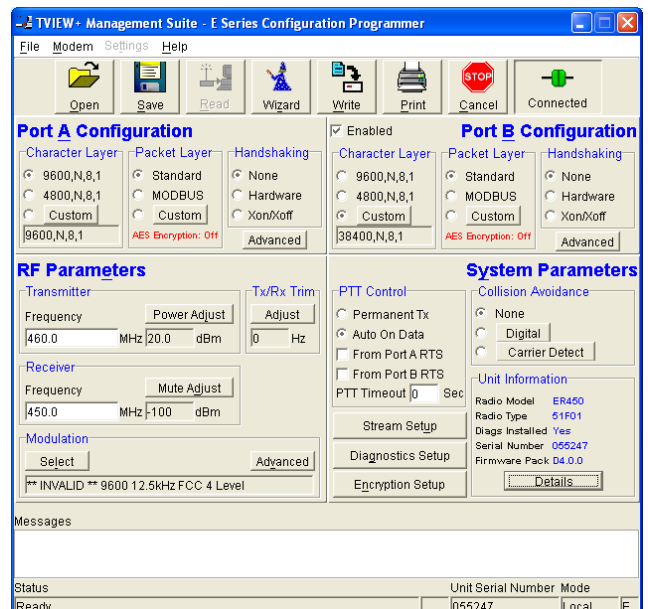 TVIEW+ Management Suite - E Series Configuration Programmer
File Modem Settings Help
Open Save Read Wizard Write Print STOP Cancel Connected
Port A Configuration
Enabled Port B Configuration
Character Layer Packet Layer Handshaking
9600,N,8,1 Standard None
4800,N,8,1 MODBUS Hardware
Custom Custom Xon/Xoff
9600,N,8,1 AES Encryption: Off Advanced
Character Layer Packet Layer Handshaking
9600,N,8,1 Standard None
4800,N,8,1 MODBUS Hardware
Custom Custom Xon/Xoff
38400,N,8,1 AES Encryption: Off Advanced
RF Parameters
Transmitter Tx/Rx Trim
Frequency Power Adjust Adjust
460.0 MHz 20.0 dBm 0 Hz
Receiver
Frequency Mute Adjust
450.0 MHz -100 dBm
Modulation
Select Advanced
** INVALID ** 9600 12.5kHz FCC 4 Level
System Parameters
PTT Control
Permanent Tx
Auto On Data
From Port A RTS
From Port B RTS
PTT Timeout 0 Sec
Stream Setup
Diagnostics Setup
Encryption Setup
Collision Avoidance
None
Digital
Carrier Detect
Unit Information
Radio Model ER450
Radio Type 51F01
Diags Installed Yes
Serial Number 055247
Firmware Pack D4.0.0
Details
Messages
Status Unit Serial Number Mode
Ready 055247 Local E